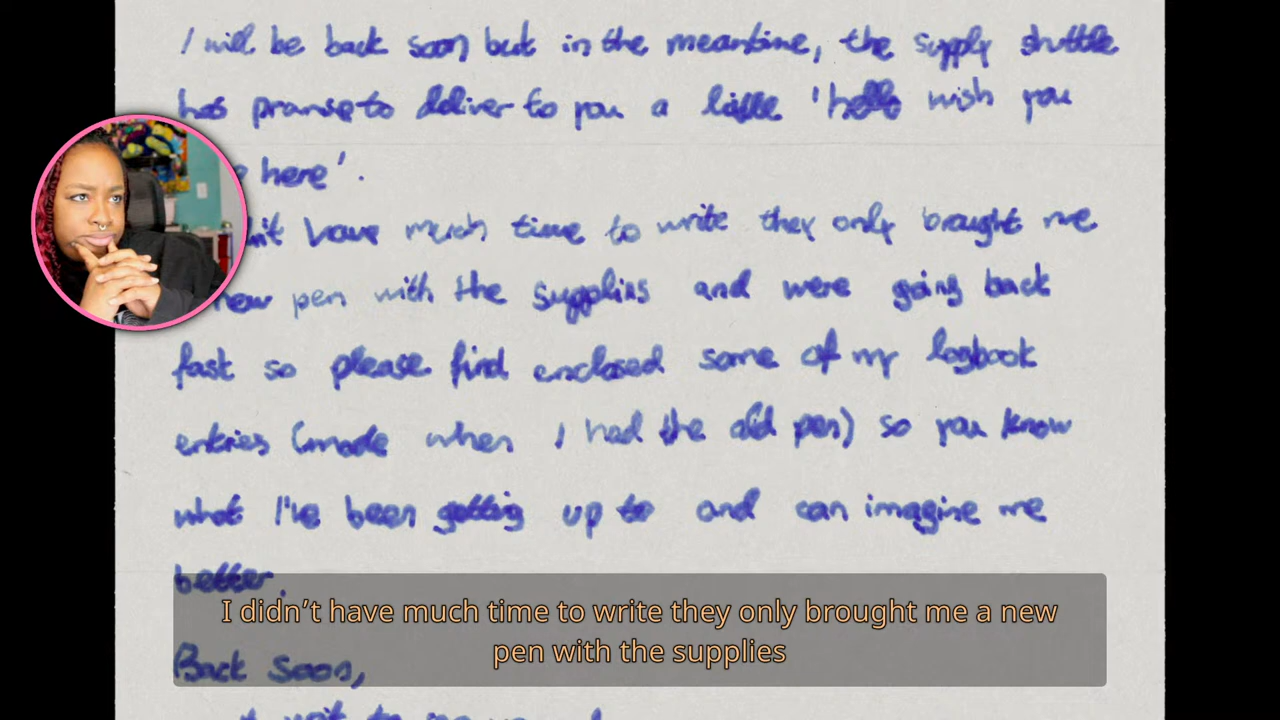 I will be back soon but in the meantime, the supply shuttle
has promise to deliver to you a little 'hello wish you
here'.
have much time to write they only brought me
new pen with the supplies and were going back
fast so please find enclosed some of my logbook
entries (made when I had the old pen) so you know
what I've been getting up to and can imagine me
better.
I didn't have much time to write they only brought me a new
pen with the supplies
Back soon,